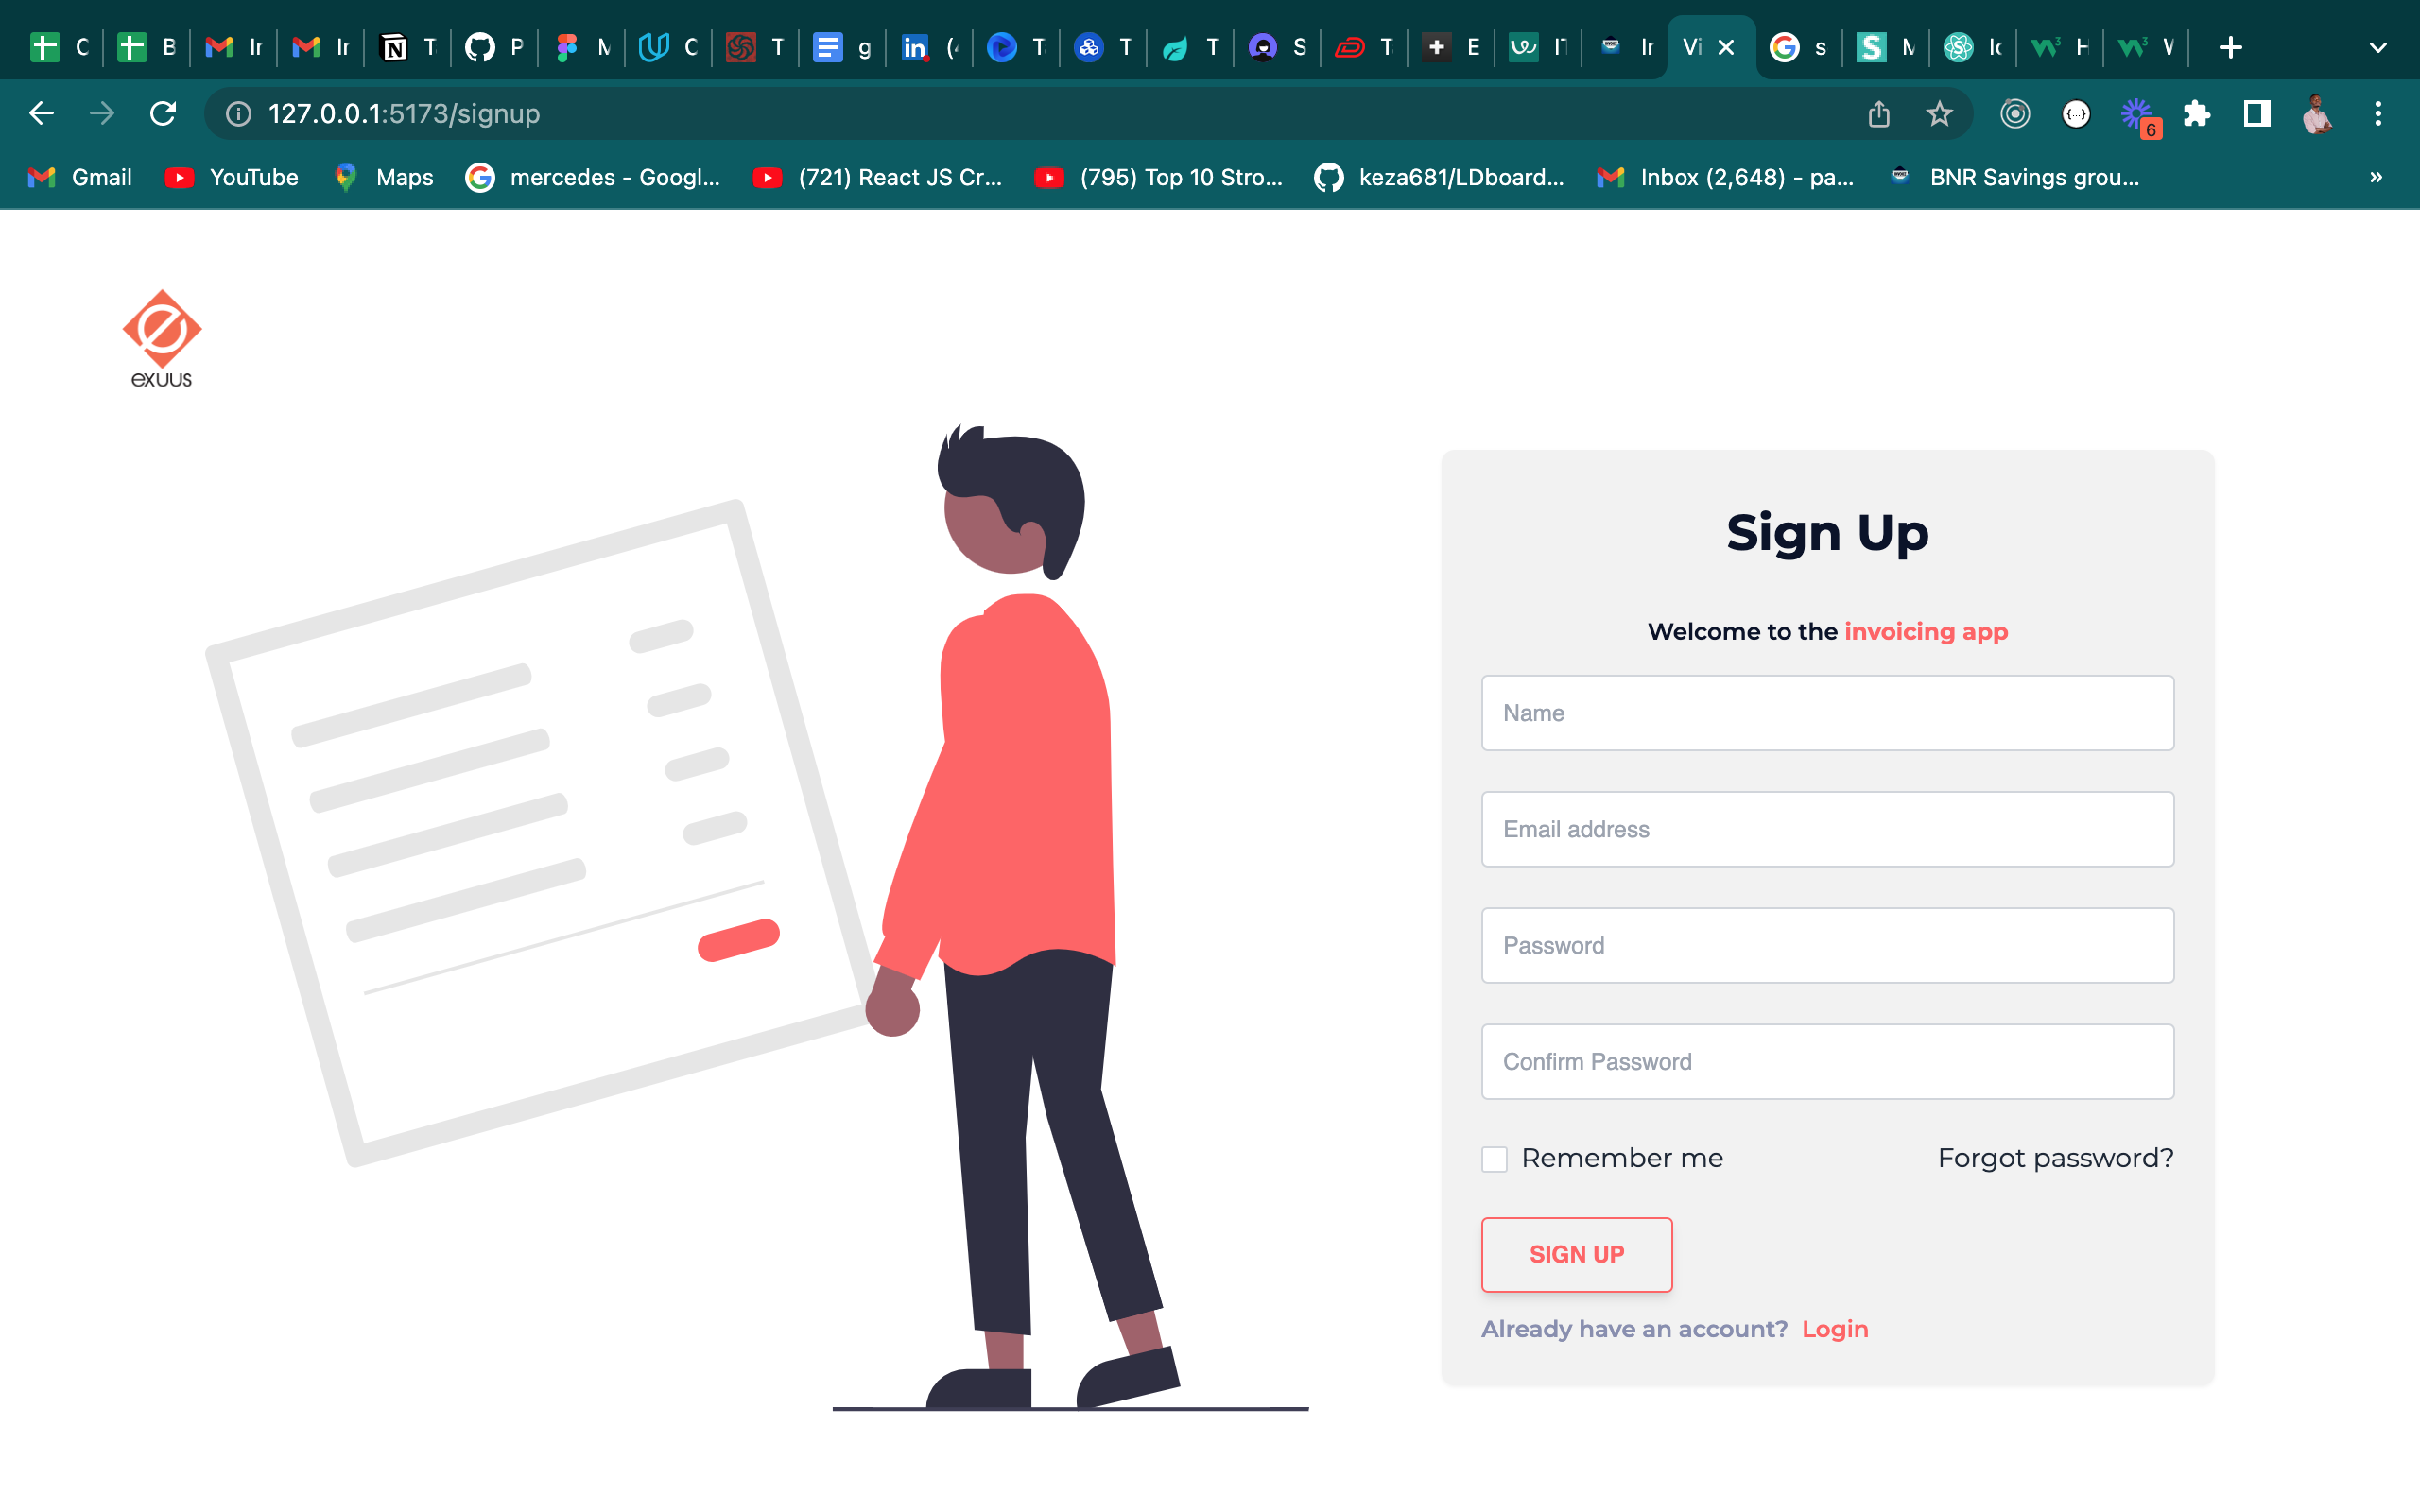 C B Ir Ir T P M C T g (4 T T T S T E IT Ir Vi s M Ic H W
127.0.0.1:5173/signup
6
Gmail YouTube Maps mercedes - Googl... (721) React JS Cr... (795) Top 10 Stro... keza681/LDboard... Inbox (2,648) - pa... BNR Savings grou... »
exuus
Sign Up
Welcome to the invoicing app
Name
Email address
Password
Confirm Password
Remember me Forgot password?
SIGN UP
Already have an account? Login